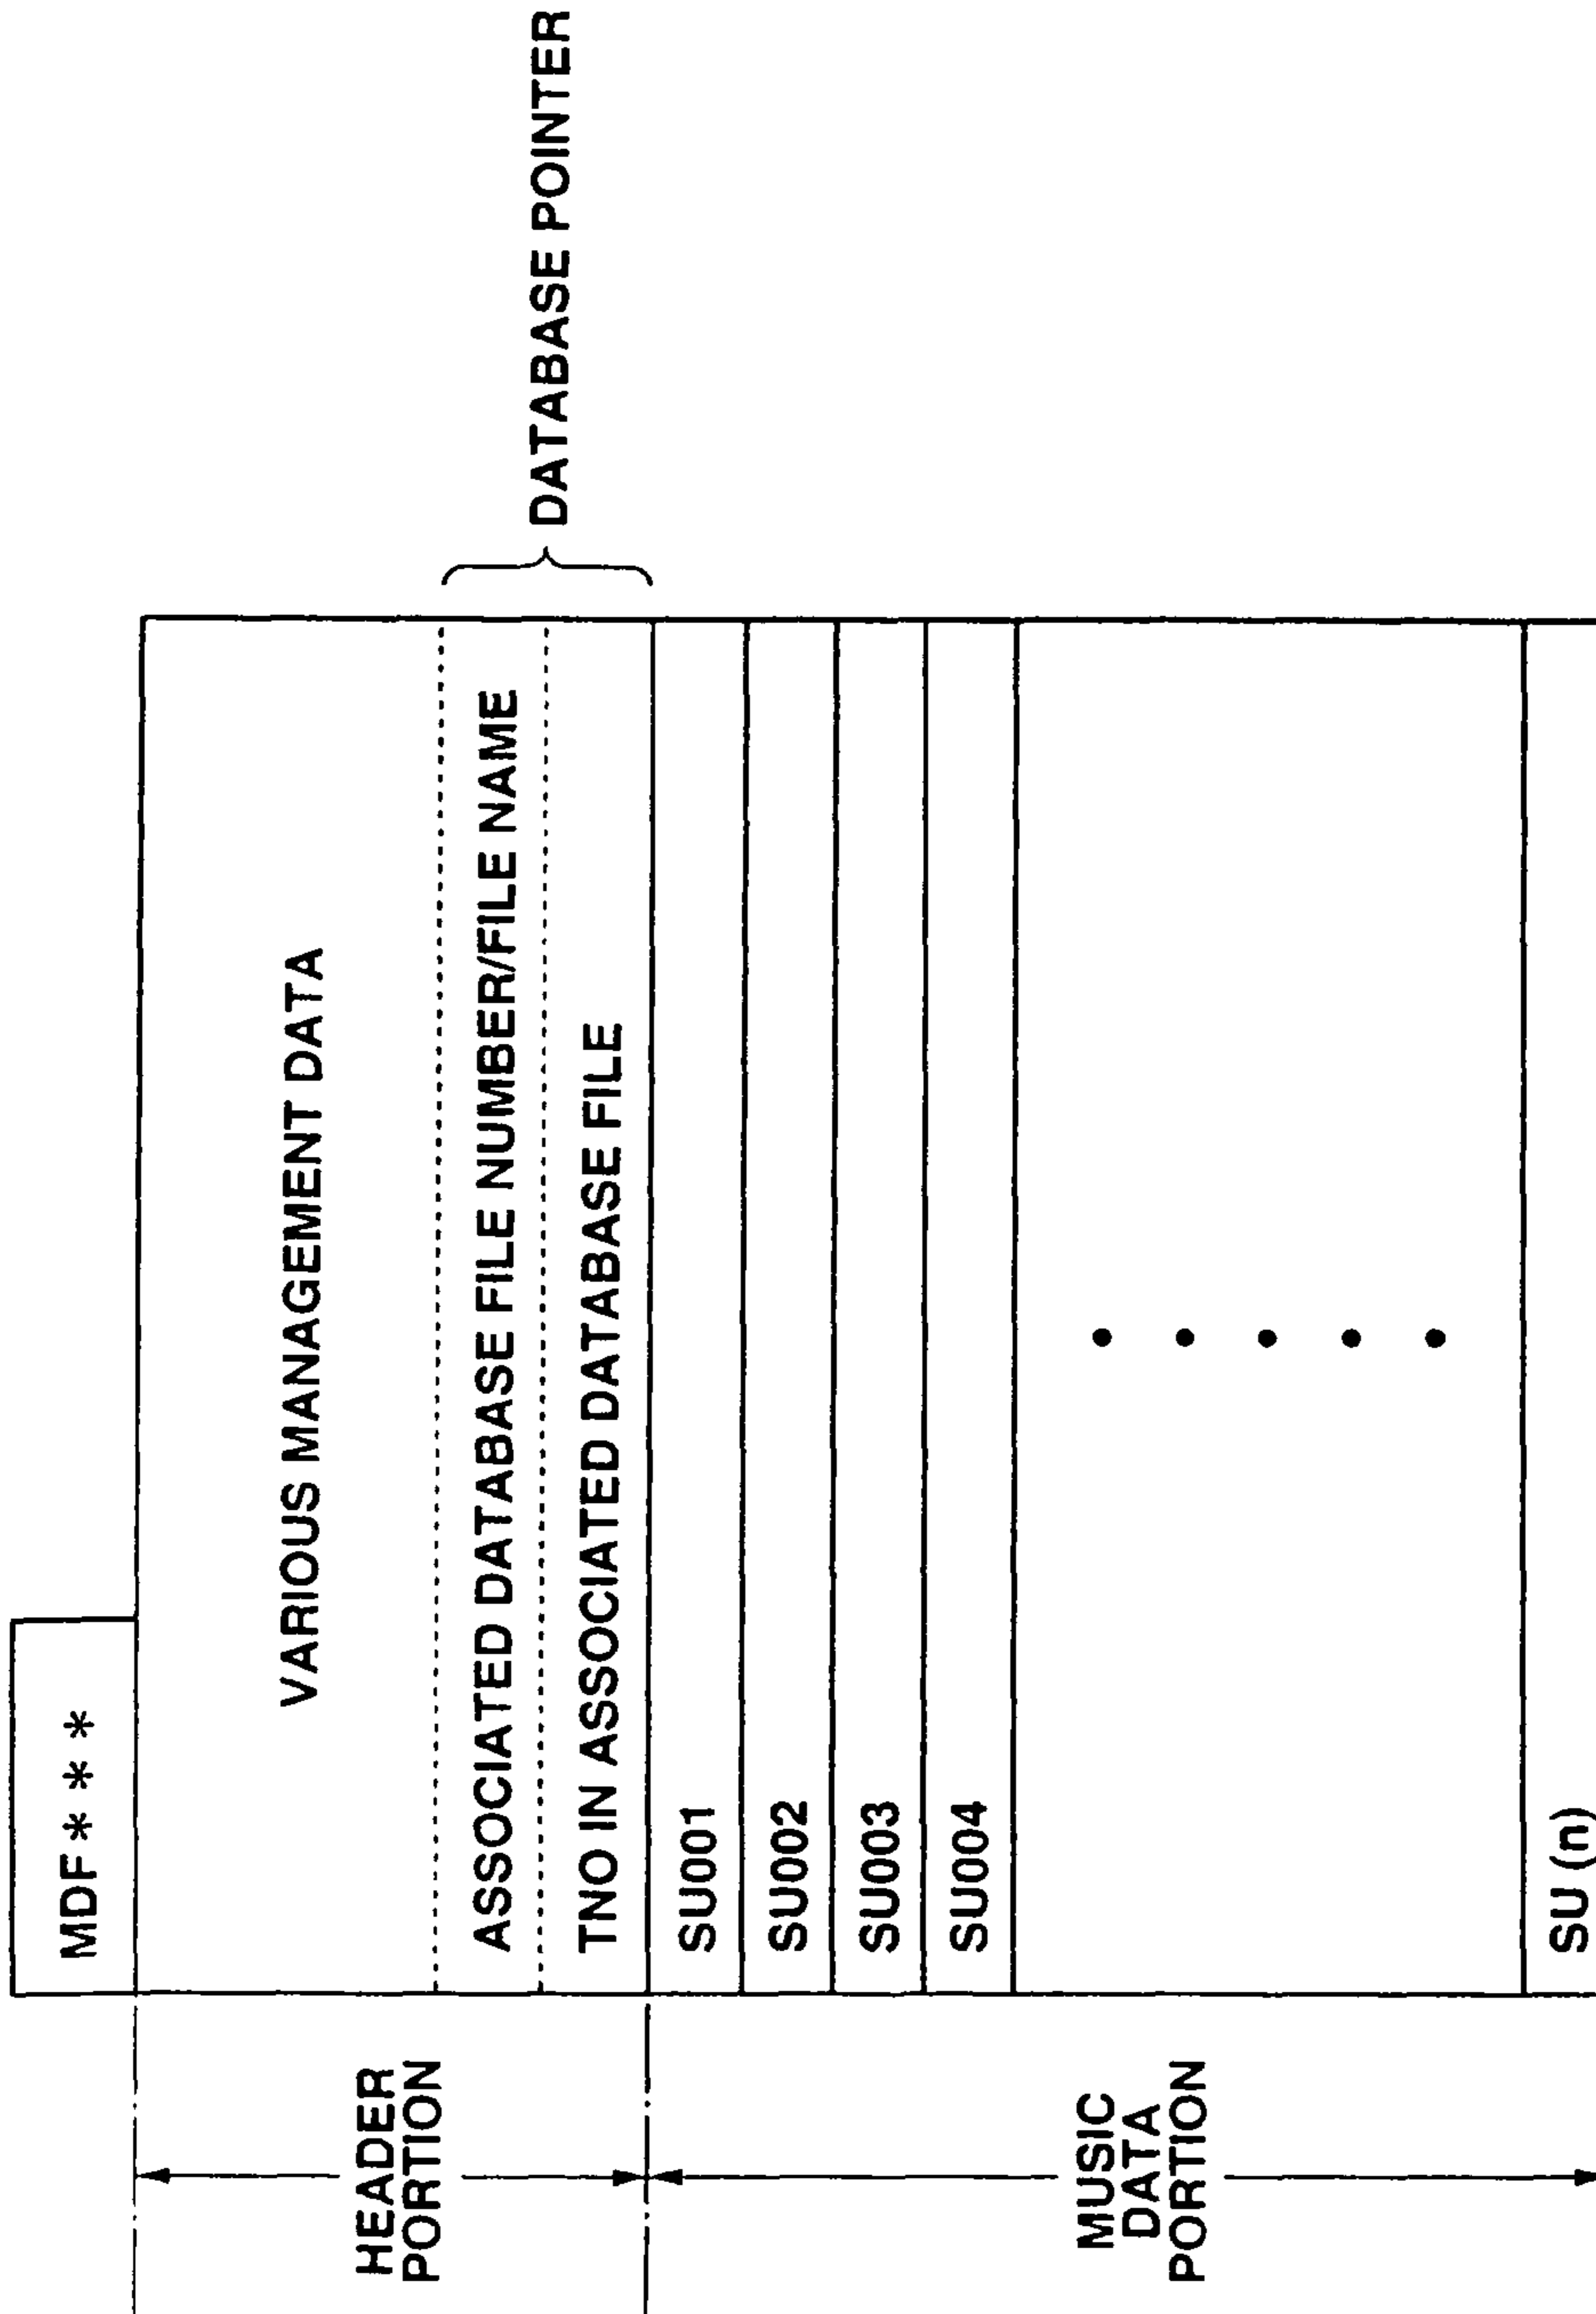 MDF * * *
VARIOUS MANAGEMENT DATA
ASSOCIATED DATABASE FILE NUMBER/FILE NAME
TNO IN ASSOCIATED DATABASE FILE
DATABASE POINTER
HEADER
PORTION
SU001
SU002
SU003
SU004
SU (n)
MUSIC
DATA
PORTION